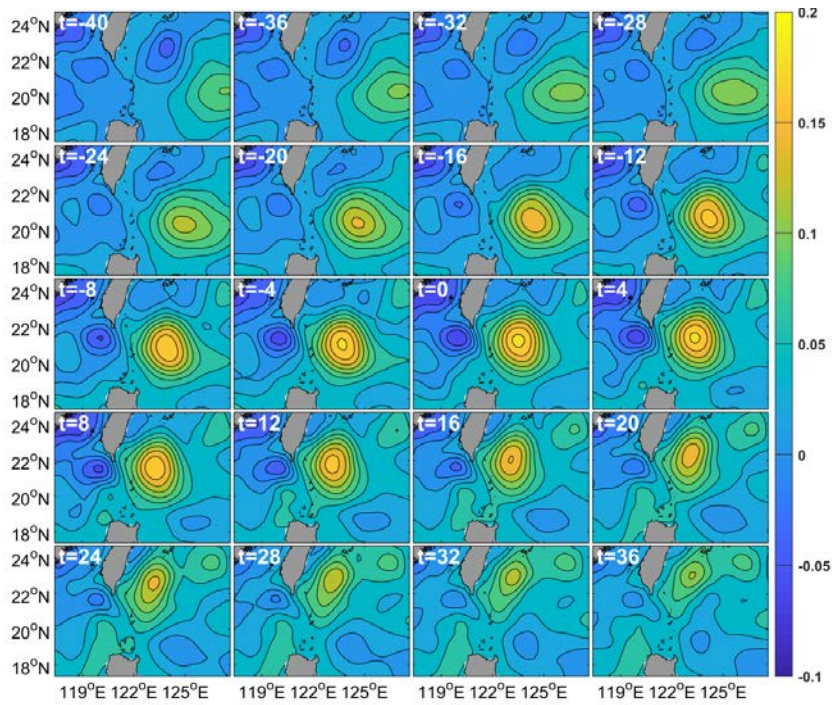 t=-40 t=-36 t=-32 t=-28 0.2
24°N
22°N
20°N
18°N
0.15
t=-24 t=-20 t=-16 t=-12
24°N
22°N
20°N
0.1
18°N
t=-8 t=-4 t=0 t=4
24°N
22°N
0.05
20°N
18°N
t=8 t=12 t=16 t=20
24°N
22°N
0
20°N
18°N
t=24 t=28 t=32 t=36
24°N
-0.05
22°N
20°N
18°N
-0.1
119°E 122°E 125°E 119°E 122°E 125°E 119°E 122°E 125°E 119°E 122°E 125°E